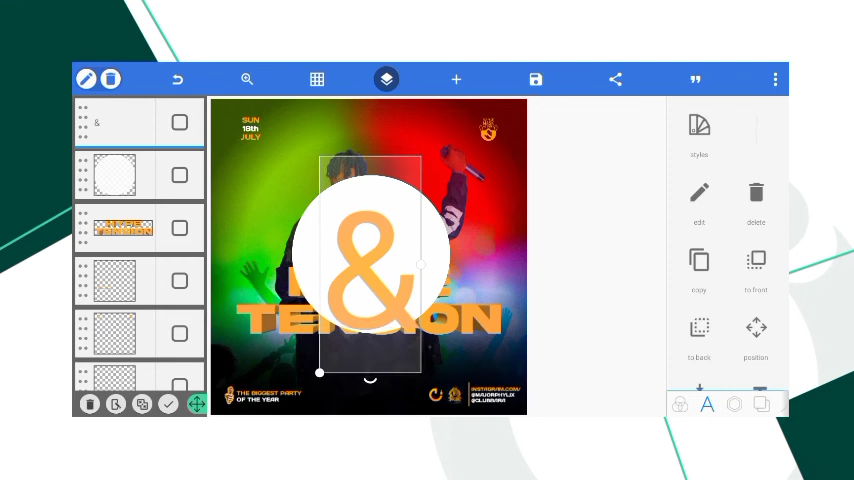 &
SUN
18th
JULY
&
TENSION
THE BIGGEST PARTY
OF THE YEAR
INSTAGRAM.COM/
@MAJORPHYLIX
@CLUBBARA
styles
edit
delete
copy
to front
to back
position